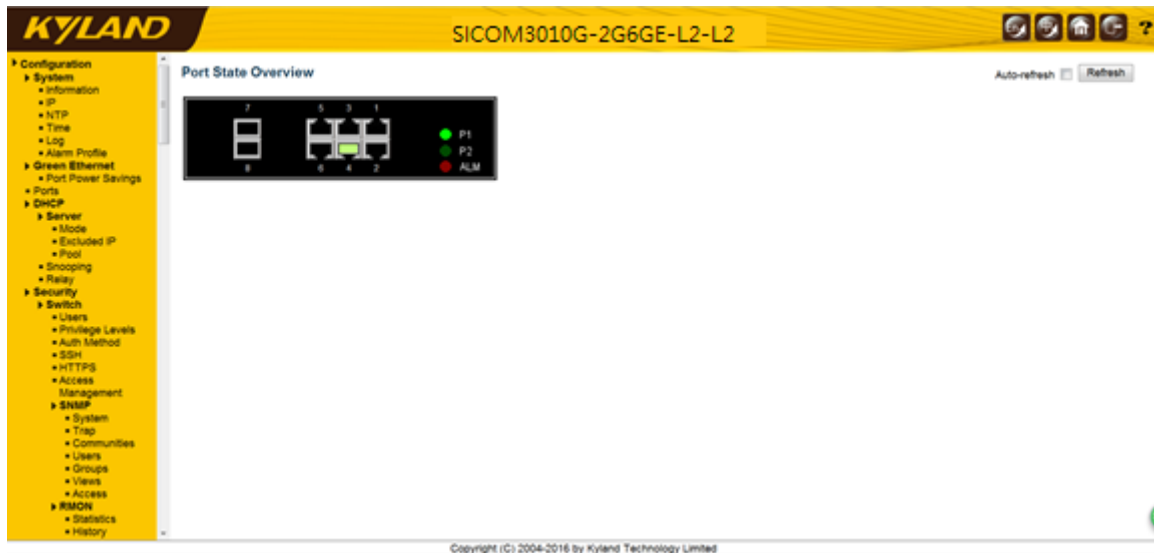 KYLAND
SICOM3010G-2G6GE-L2-L2
?
Configuration
System
Information
IP
NTP
Time
Log
Alarm Profile
Green Ethernet
Port Power Savings
Ports
DHCP
Server
Mode
Excluded IP
Pool
Snooping
Relay
Security
Switch
Users
Privilege Levels
Auth Method
SSH
HTTPS
Access
Management
SNMP
System
Trap
Communities
Users
Groups
Views
Access
RMON
Statistics
History
Port State Overview
Auto-refresh
Refresh
7 5 3 1
P1
P2
ALM
8 6 4 2
Copyright (C) 2004-2016 by Kyland Technology Limited